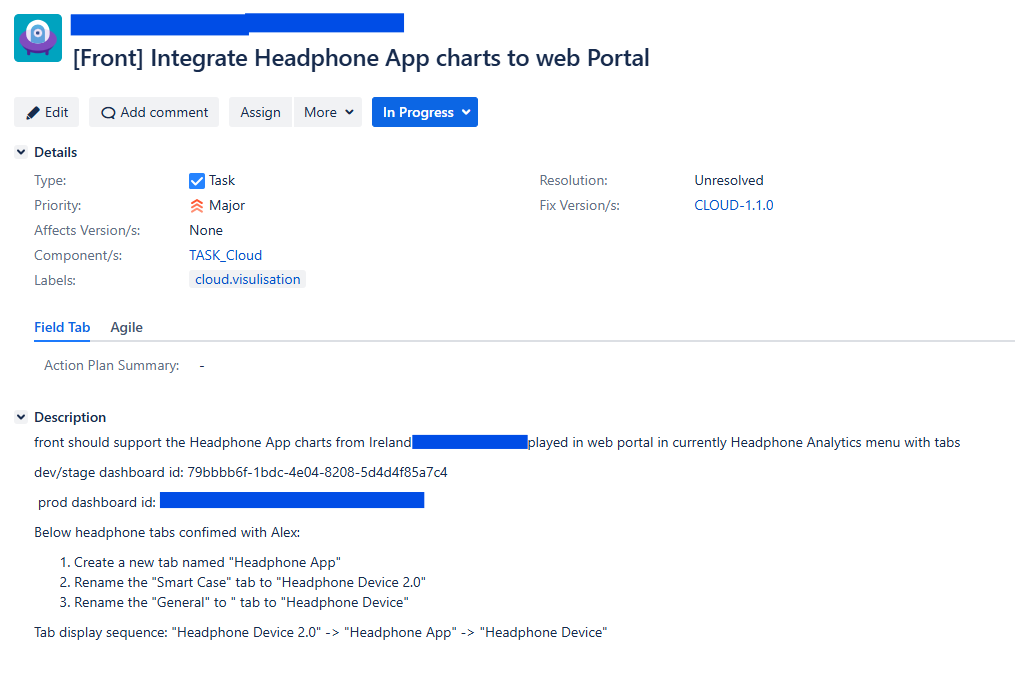 [Front] Integrate Headphone App charts to web Portal
Edit Add comment Assign More In Progress
Details
Type: Task Resolution: Unresolved
Priority: Major Fix Version/s: CLOUD-1.1.0
Affects Version/s: None
Component/s: TASK_Cloud
Labels: cloud.visulisation
Field Tab Agile
Action Plan Summary: -
Description
front should support the Headphone App charts from Ireland played in web portal in currently Headphone Analytics menu with tabs
dev/stage dashboard id: 79bbbb6f-1bdc-4e04-8208-5d4d4f85a7c4
prod dashboard id:
Below headphone tabs confimed with Alex:
1. Create a new tab named "Headphone App"
2. Rename the "Smart Case" tab to "Headphone Device 2.0"
3. Rename the "General" to " tab to "Headphone Device"
Tab display sequence: "Headphone Device 2.0" -> "Headphone App" -> "Headphone Device"